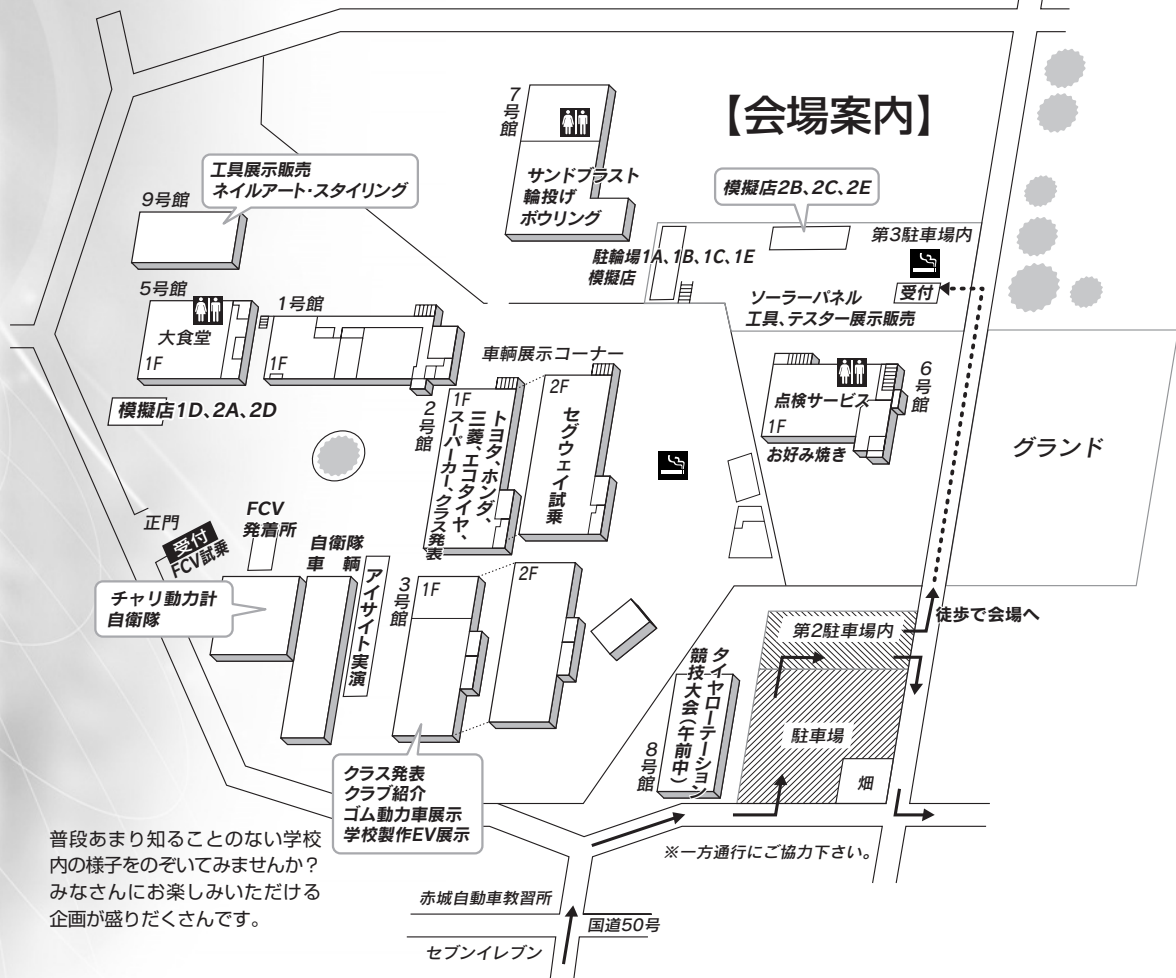 【会場案内】
7号館
サンドブラスト
輪投げ
ボウリング
工具展示販売
ネイルアート・スタイリング
9号館
模擬店2B、2C、2E
第3駐車場内
駐輪場1A、1B、1C、1E
模擬店
受付
ソーラーパネル
工具、テスター展示販売
5号館
大食堂
1F
1号館
1F
模擬店1D、2A、2D
車輌展示コーナー
2号館
1F
トヨタ、ホンダ、
三菱、エコタイヤ、
スーパーカー、クラス発表
2F
セグウェイ試乗
6号館
点検サービス
1F
お好み焼き
グランド
正門
受付
FCV試乗
FCV
発着所
自衛隊
車　輌
アイサイト実演
チャリ動力計
自衛隊
3号館
1F
2F
クラス発表
クラブ紹介
ゴム動力車展示
学校製作EV展示
8号館
タイヤローテーション
競技大会(午前中)
第2駐車場内
徒歩で会場へ
駐車場
畑
※一方通行にご協力下さい。
赤城自動車教習所
国道50号
セブンイレブン
普段あまり知ることのない学校
内の様子をのぞいてみませんか？
みなさんにお楽しみいただける
企画が盛りだくさんです。